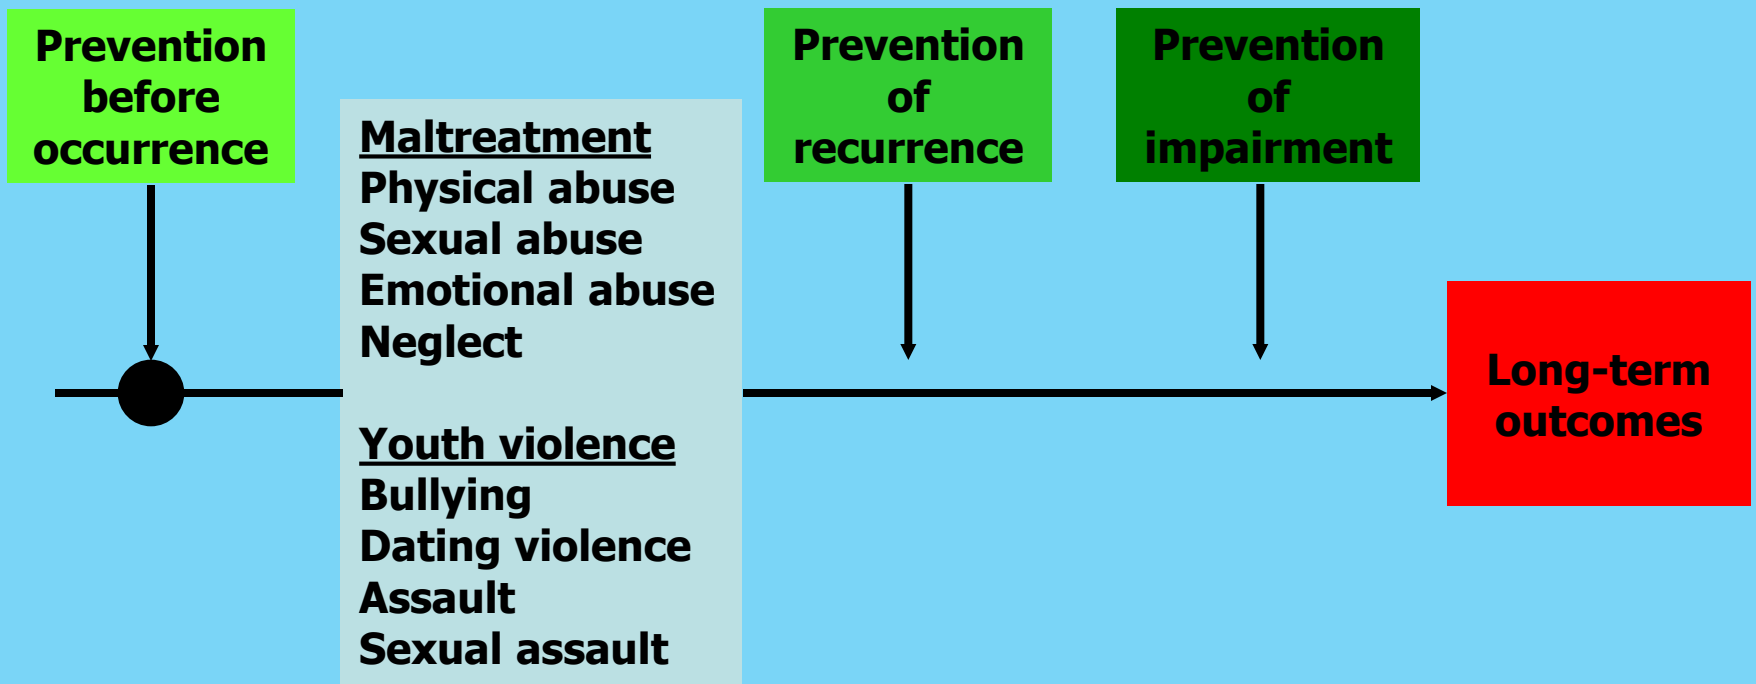 Prevention
before
occurrence
Maltreatment
Physical abuse
Sexual abuse
Emotional abuse
Neglect
Youth violence
Bullying
Dating violence
Assault
Sexual assault
Prevention
of
recurrence
Prevention
of
impairment
Long-term
outcomes